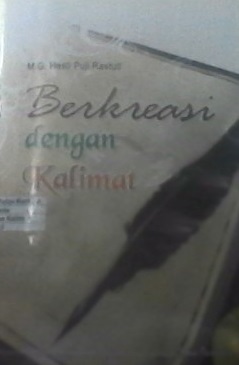 M.G. Hesti Puji Rastuti
Berkreasi
dengan
Kalimat